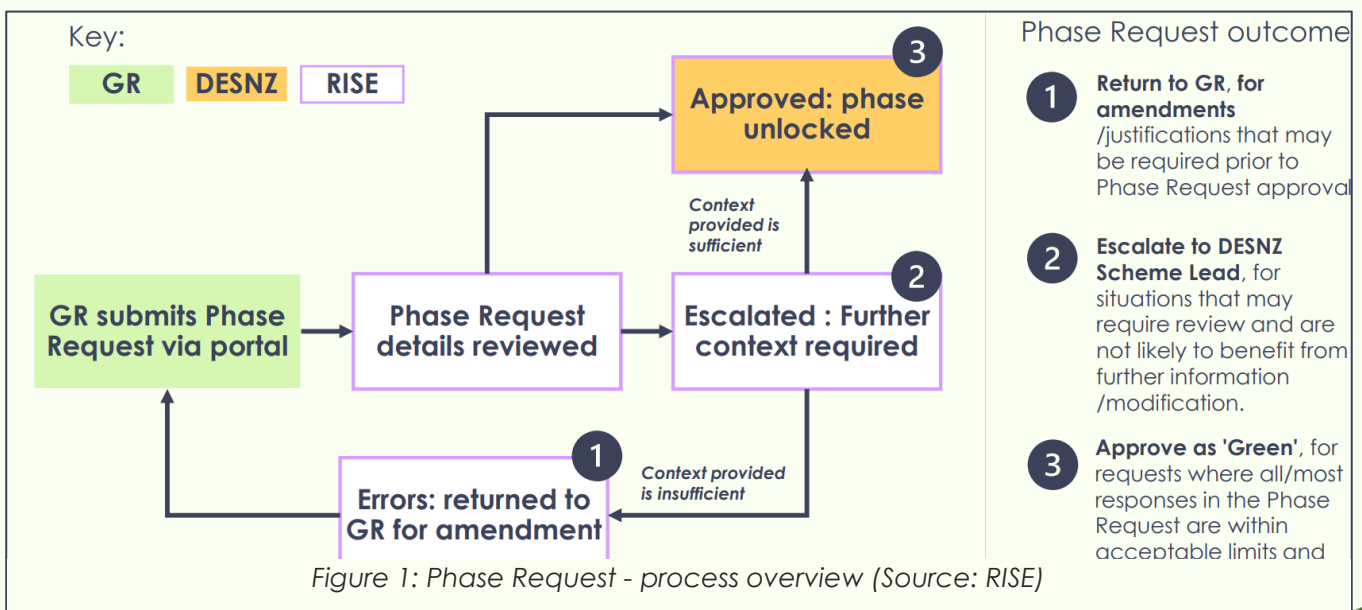 Key:
GR
DESNZ
RISE
3
Approved: phase
unlocked
Context
provided is
sufficient
GR submits Phase
Request via portal
Phase Request
details reviewed
2
Escalated : Further
context required
1
Errors: returned to
GR for amendment
Context provided
is insufficient
Phase Request outcome
1
Return to GR, for
amendments
/justifications that may
be required prior to
Phase Request approval
2
Escalate to DESNZ
Scheme Lead, for
situations that may
require review and are
not likely to benefit from
further information
/modification.
3
Approve as 'Green', for
requests where all/most
responses in the Phase
Request are within
acceptable limits and
Figure 1: Phase Request - process overview (Source: RISE)